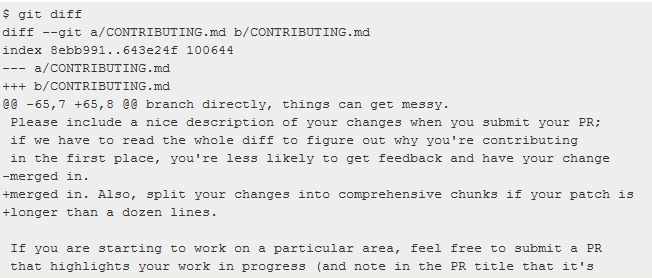 $ git diff
diff --git a/CONTRIBUTING.md b/CONTRIBUTING.md
index 8ebb991..643e24f 100644
--- a/CONTRIBUTING.md
+++ b/CONTRIBUTING.md
@@ -65,7 +65,8 @@ branch directly, things can get messy.
 Please include a nice description of your changes when you submit your PR;
 if we have to read the whole diff to figure out why you're contributing
 in the first place, you're less likely to get feedback and have your change
-merged in.
+merged in. Also, split your changes into comprehensive chunks if your patch is
+longer than a dozen lines.

 If you are starting to work on a particular area, feel free to submit a PR
 that highlights your work in progress (and note in the PR title that it's